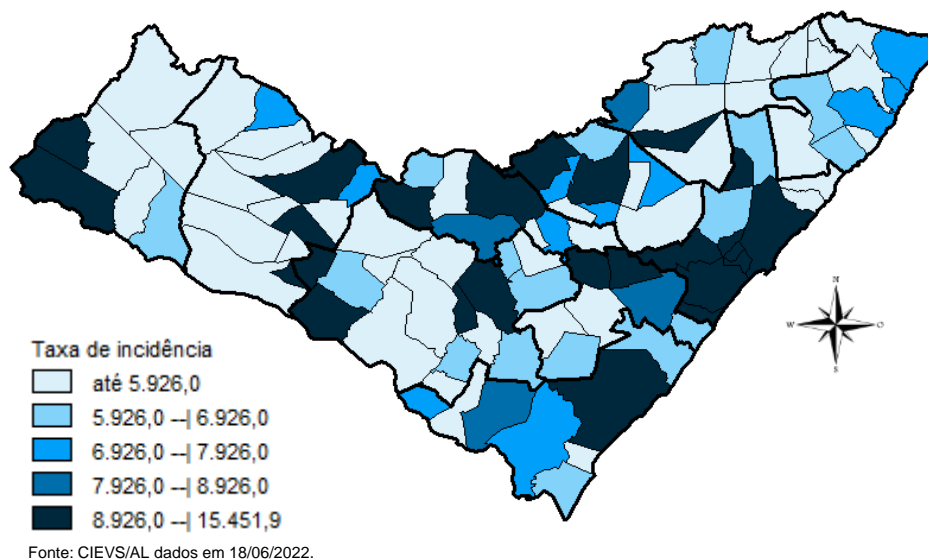 N
W
O
S
Taxa de incidência
até 5.926,0
5.926,0 --| 6.926,0
6.926,0 --| 7.926,0
7.926,0 --| 8.926,0
8.926,0 --| 15.451,9
Fonte: CIEVS/AL dados em 18/06/2022.